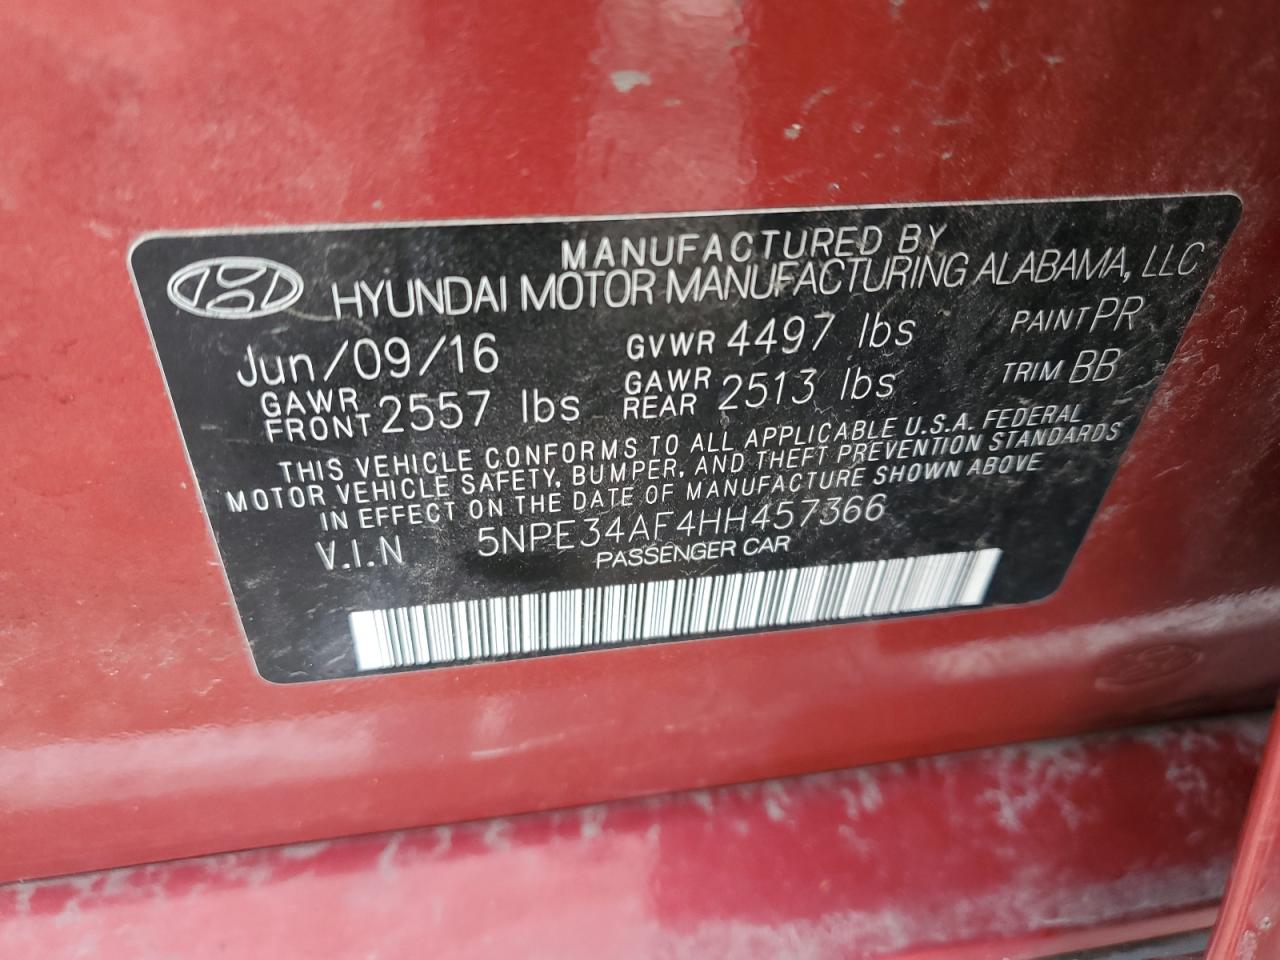 MANUFACTURED BY
HYUNDAI MOTOR MANUFACTURING ALABAMA, LLC
Jun/09/16 GVWR 4497 lbs PAINT PR
GAWR FRONT 2557 lbs GAWR REAR 2513 lbs TRIM BB
THIS VEHICLE CONFORMS TO ALL APPLICABLE U.S.A. FEDERAL
MOTOR VEHICLE SAFETY, BUMPER, AND THEFT PREVENTION STANDARDS
IN EFFECT ON THE DATE OF MANUFACTURE SHOWN ABOVE
V.I.N 5NPE34AF4HH457366
PASSENGER CAR